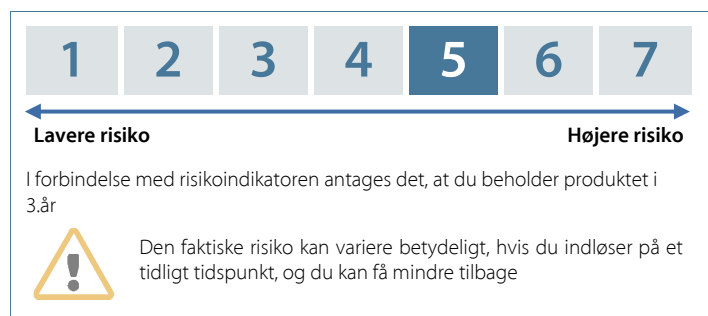 1 2 3 4 5 6 7
Lavere risiko Højere risiko
I forbindelse med risikoindikatoren antages det, at du beholder produktet i
3.år
Den faktiske risiko kan variere betydeligt, hvis du indløser på et
tidligt tidspunkt, og du kan få mindre tilbage